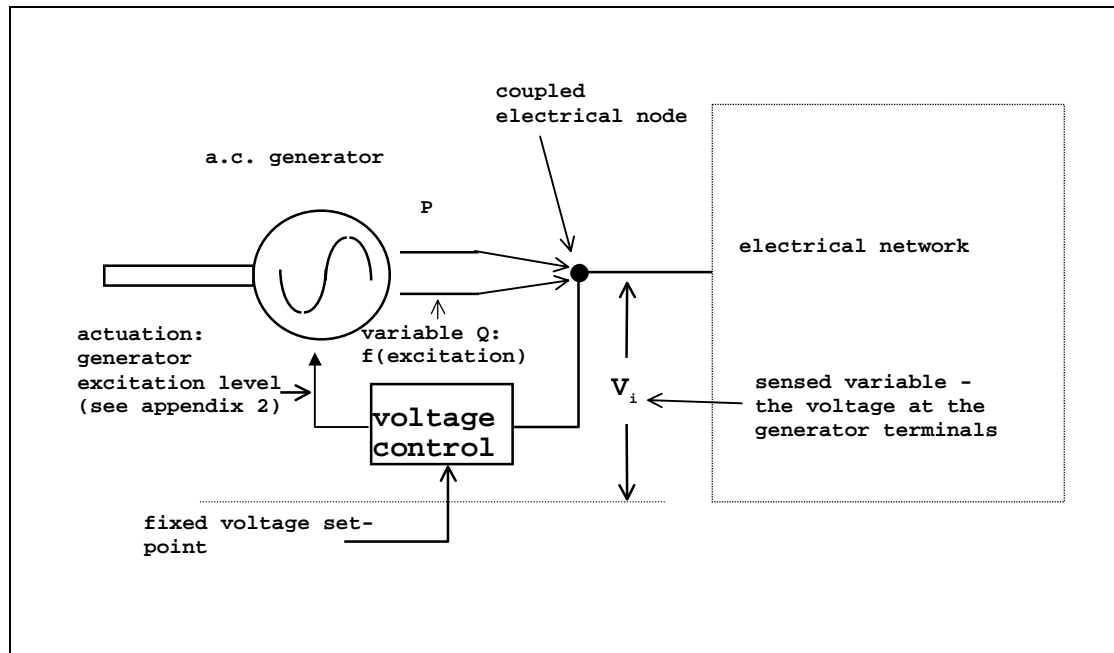 coupled
electrical node
a.c. generator
P
electrical network
actuation:
generator
excitation level
(see appendix 2)
variable Q:
f(excitation)
voltage
control
Vi
sensed variable -
the voltage at the
generator terminals
fixed voltage set-
point